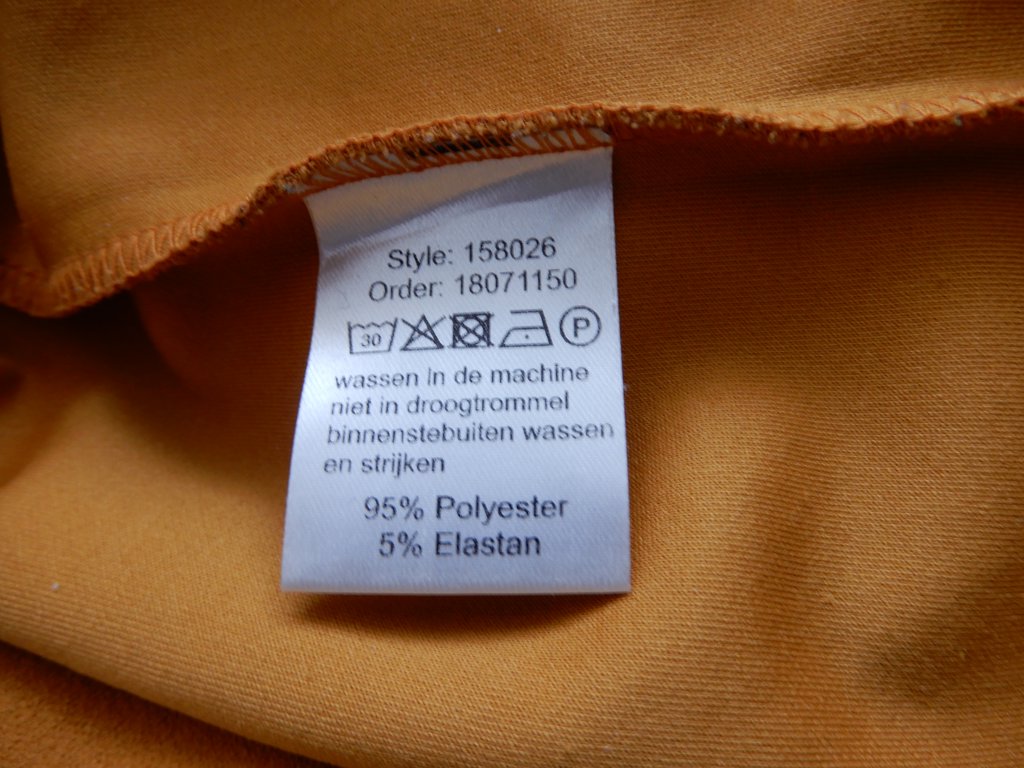 Style: 158026
Order: 18071150
30 P
wassen in de machine
niet in droogtrommel
binnenstebuiten wassen
en strijken
95% Polyester
5% Elastan